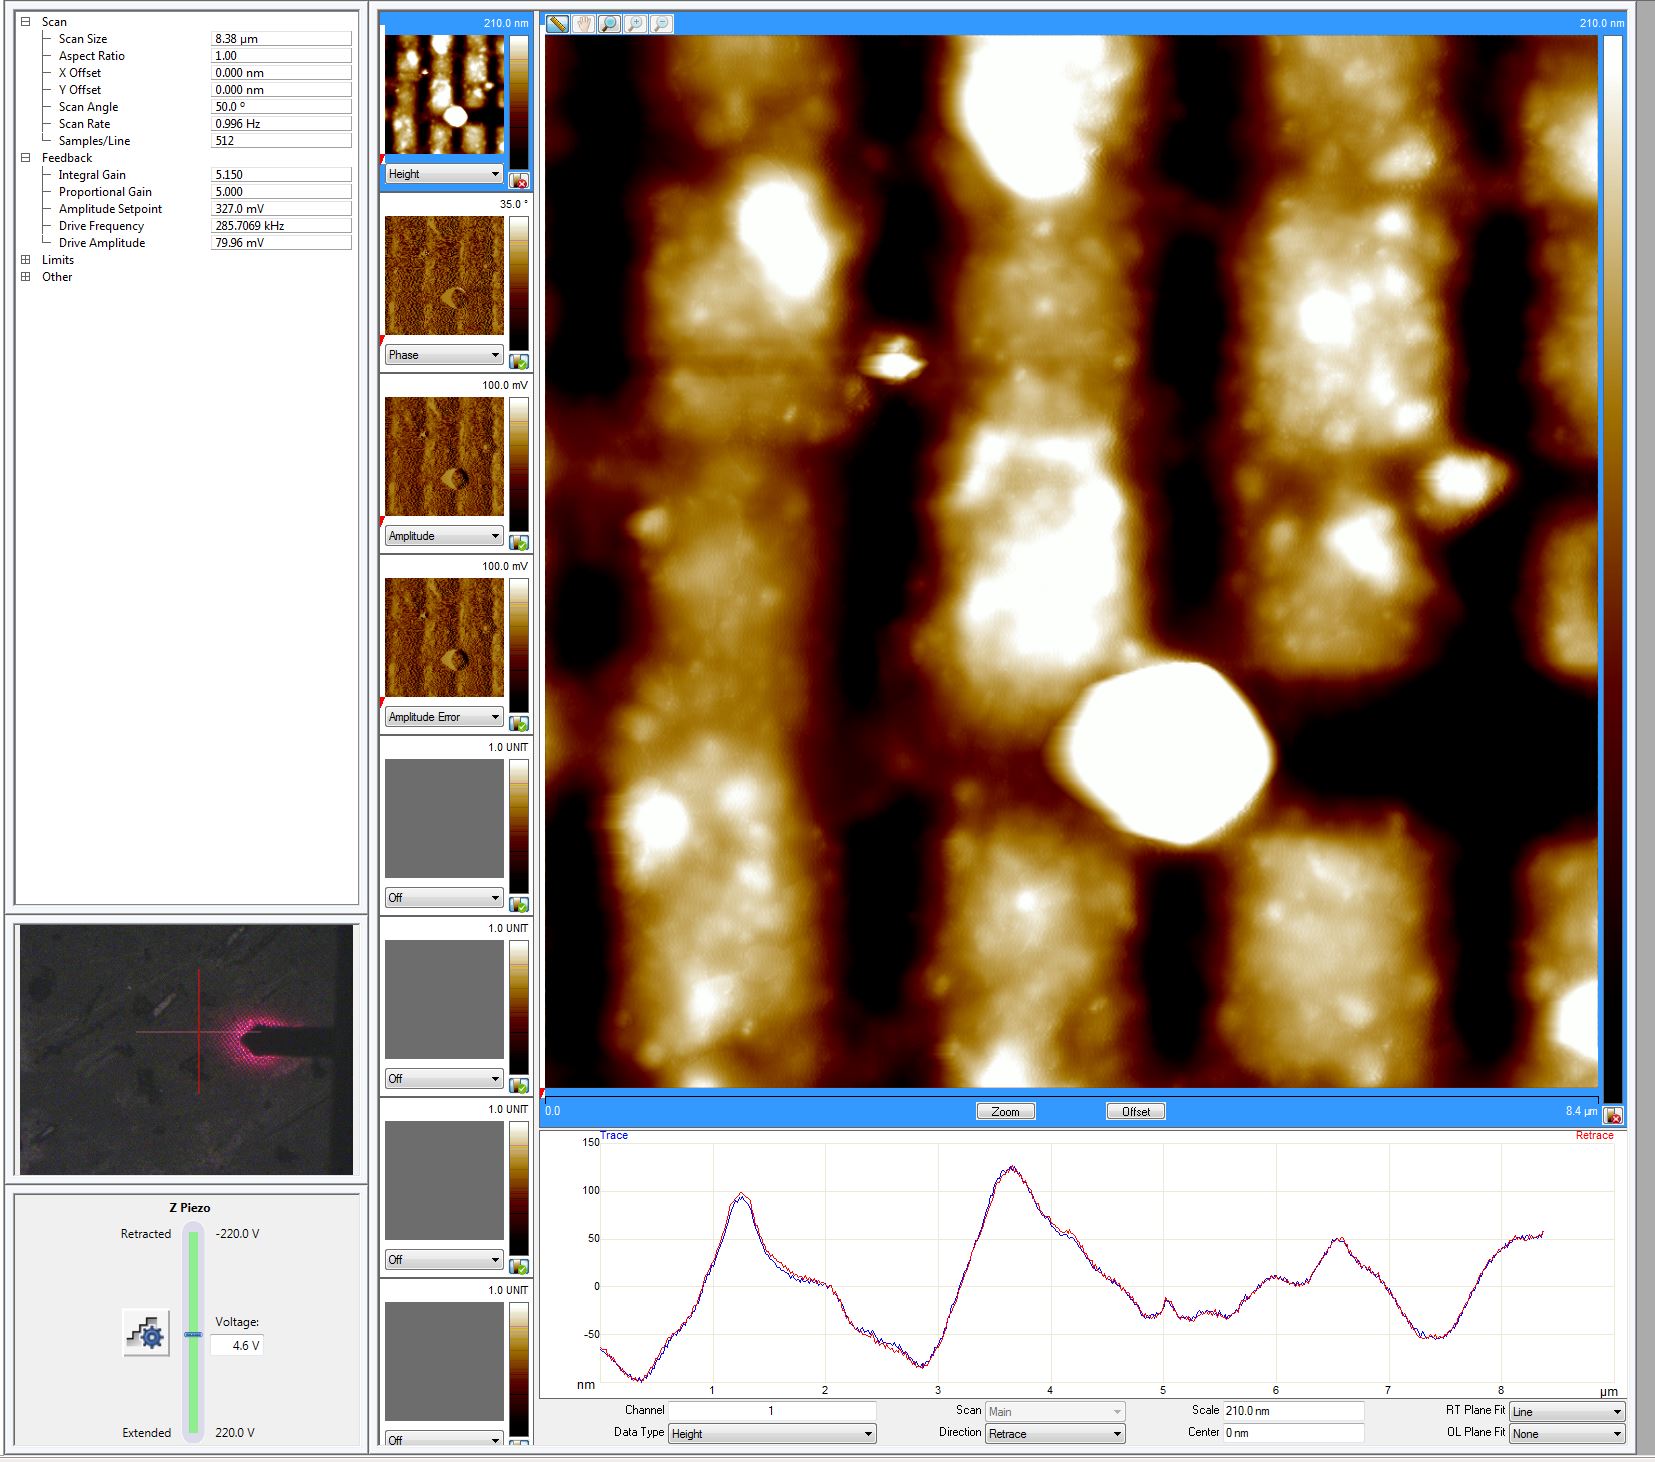 Scan
Scan Size 8.38 µm
Aspect Ratio 1.00
X Offset 0.000 nm
Y Offset 0.000 nm
Scan Angle 50.0 º
Scan Rate 0.996 Hz
Samples/Line 512
Feedback
Integral Gain 5.150
Proportional Gain 5.000
Amplitude Setpoint 327.0 mV
Drive Frequency 285.7069 kHz
Drive Amplitude 79.96 mV
Limits
Other
Z Piezo
Retracted -220.0 V
Voltage:
4.6 V
Extended 220.0 V
210.0 nm
Height
35.0 °
Phase
100.0 mV
Amplitude
100.0 mV
Amplitude Error
1.0 UNIT
Off
1.0 UNIT
Off
1.0 UNIT
Off
1.0 UNIT
Off
210.0 nm
0.0 Zoom Offset 8.4 µm
Trace Retrace
150
100
50
0
-50
nm 1 2 3 4 5 6 7 8 µm
Channel 1 Scan Main Scale 210.0 nm RT Plane Fit Line
Data Type Height Direction Retrace Center 0 nm OL Plane Fit None